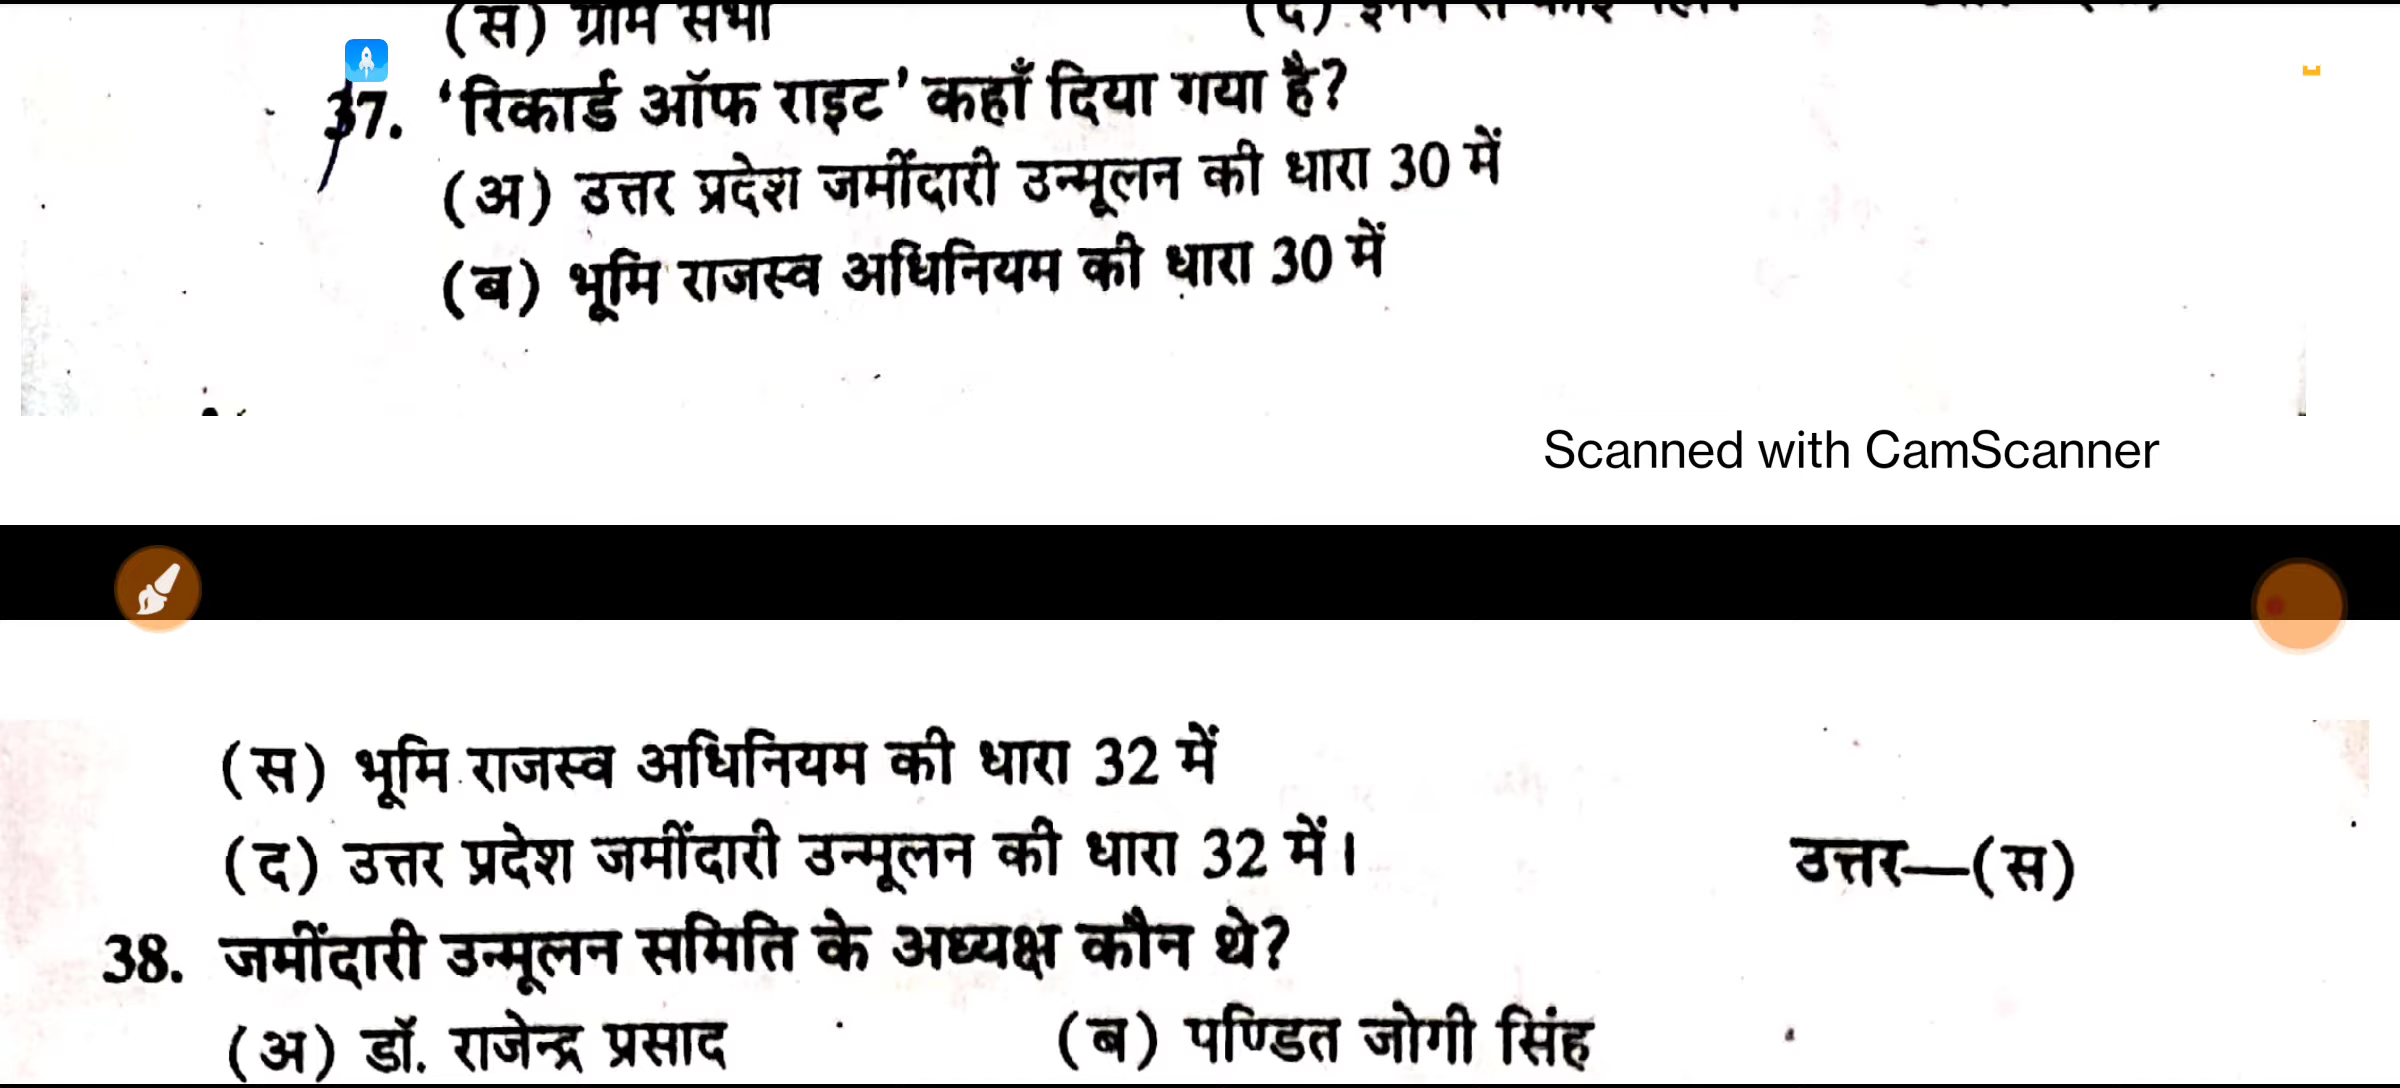 (स) ग्राम सभा (द)
37. 'रिकार्ड ऑफ राइट' कहाँ दिया गया है?
(अ) उत्तर प्रदेश जमींदारी उन्मूलन की धारा 30 में
(ब) भूमि राजस्व अधिनियम की धारा 30 में
Scanned with CamScanner
(स) भूमि राजस्व अधिनियम की धारा 32 में
(द) उत्तर प्रदेश जमींदारी उन्मूलन की धारा 32 में। उत्तर—(स)
38. जमींदारी उन्मूलन समिति के अध्यक्ष कौन थे?
(अ) डॉ. राजेन्द्र प्रसाद (ब) पण्डित जोगी सिंह